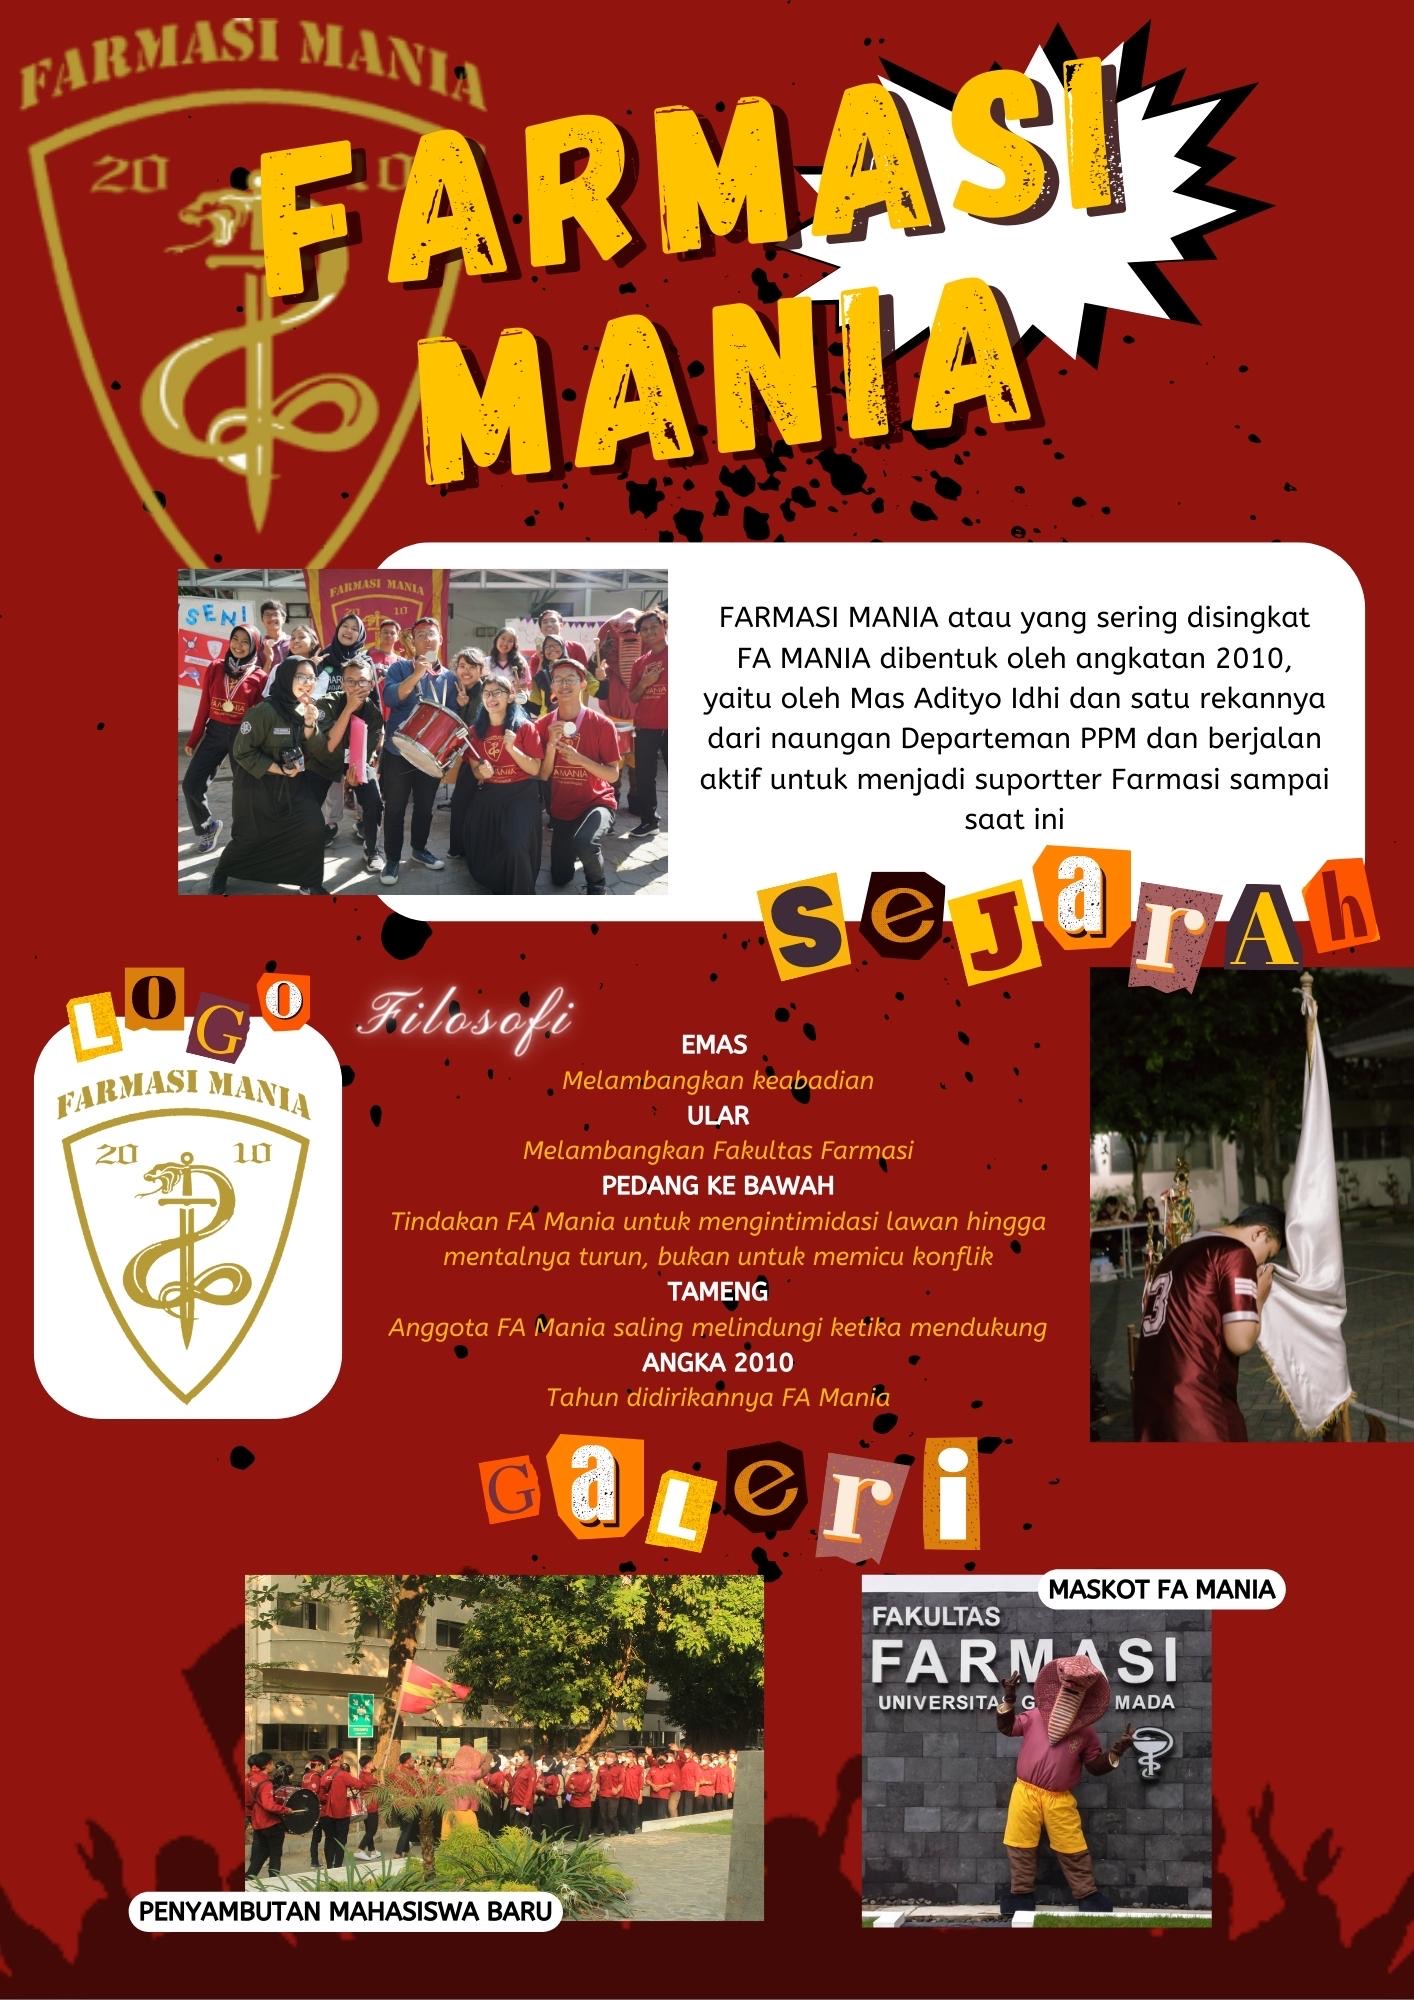 FARMASI MANIA
20 10
FARMASI
MANIA
SENI
FARMASI MANIA
20 10
FARMASI MANIA atau yang sering disingkat
FA MANIA dibentuk oleh angkatan 2010,
yaitu oleh Mas Adityo Idhi dan satu rekannya
dari naungan Departeman PPM dan berjalan
aktif untuk menjadi suportter Farmasi sampai
saat ini
SeJarAh
LOGO
FARMASI MANIA
20 10
Filosofi
EMAS
Melambangkan keabadian
ULAR
Melambangkan Fakultas Farmasi
PEDANG KE BAWAH
Tindakan FA Mania untuk mengintimidasi lawan hingga
mentalnya turun, bukan untuk memicu konflik
TAMENG
Anggota FA Mania saling melindungi ketika mendukung
ANGKA 2010
Tahun didirikannya FA Mania
GaLeri
PENYAMBUTAN MAHASISWA BARU
MASKOT FA MANIA
FAKULTAS
FARMASI
UNIVERSITAS G MADA